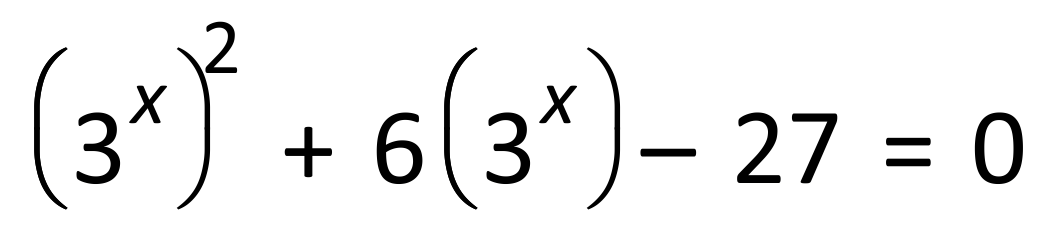 (3^x)^2 + 6(3^x) – 27 = 0